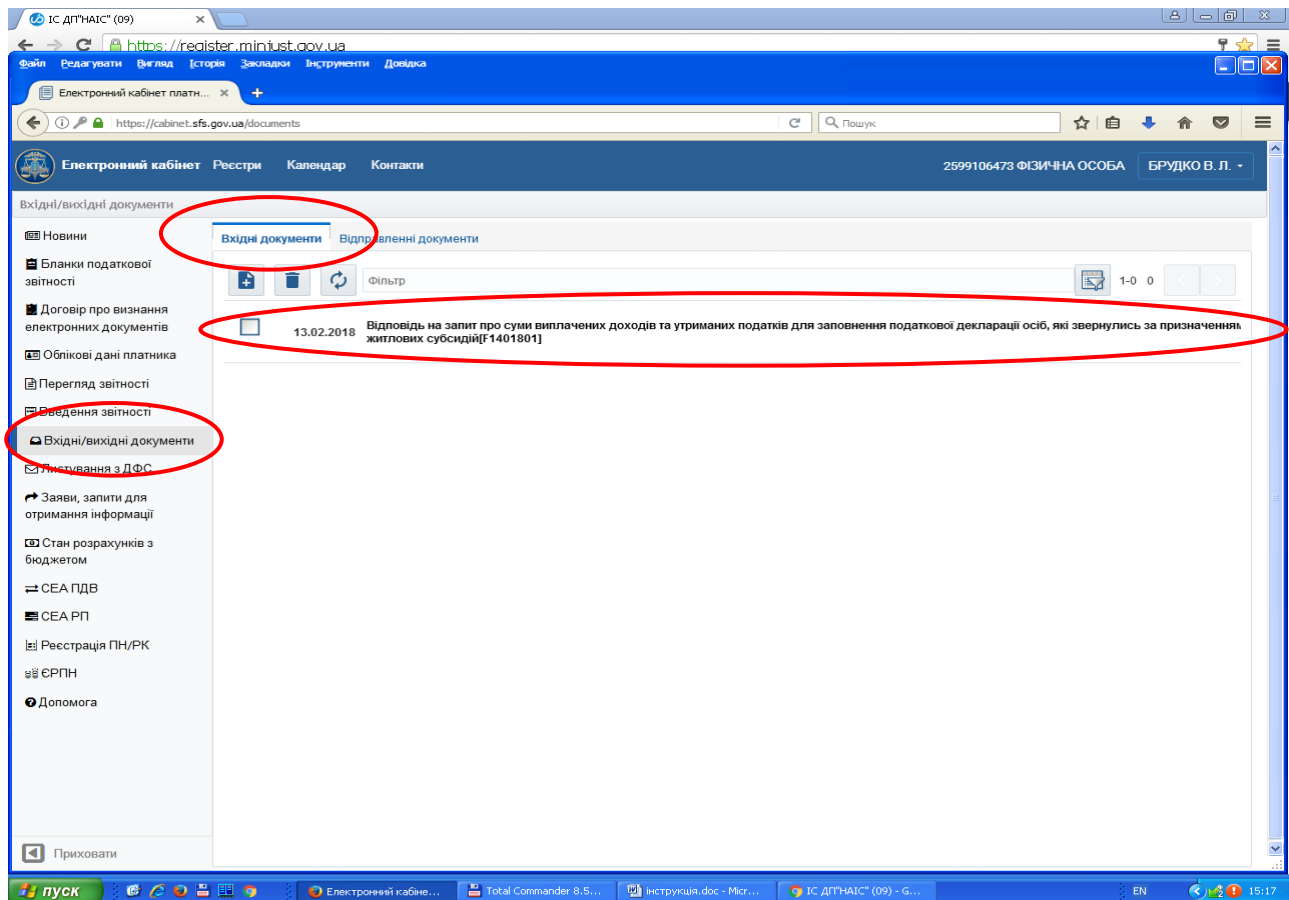 ІС ДП"НАІС" (09)
https://register.minjust.gov.ua
Файл Редагувати Вигляд Історія Закладки Інструменти Довідка
Електронний кабінет платн...
https://cabinet.sfs.gov.ua/documents
Пошук
Електронний кабінет Реєстри Календар Контакти 2599106473 ФІЗИЧНА ОСОБА БРУДКО В. Л.
Вхідні/вихідні документи
Новини
Бланки податкової
звітності
Договір про визнання
електронних документів
Облікові дані платника
Перегляд звітності
Введення звітності
Вхідні/вихідні документи
Листування з ДФС
Заяви, запити для
отримання інформації
Стан розрахунків з
бюджетом
СЕА ПДВ
СЕА РП
Реєстрація ПН/РК
ЄРПН
Допомога
Приховати
Вхідні документи Відправленні документи
Фільтр 1-0 0
13.02.2018 Відповідь на запит про суми виплачених доходів та утриманих податків для заповнення податкової декларації осіб, які звернулись за призначенням
житлових субсидій[F1401801]
пуск Електронний кабіне... Total Commander 8.5... інструкція.doc - Micr... ІС ДП"НАІС" (09) - G... EN 15:17